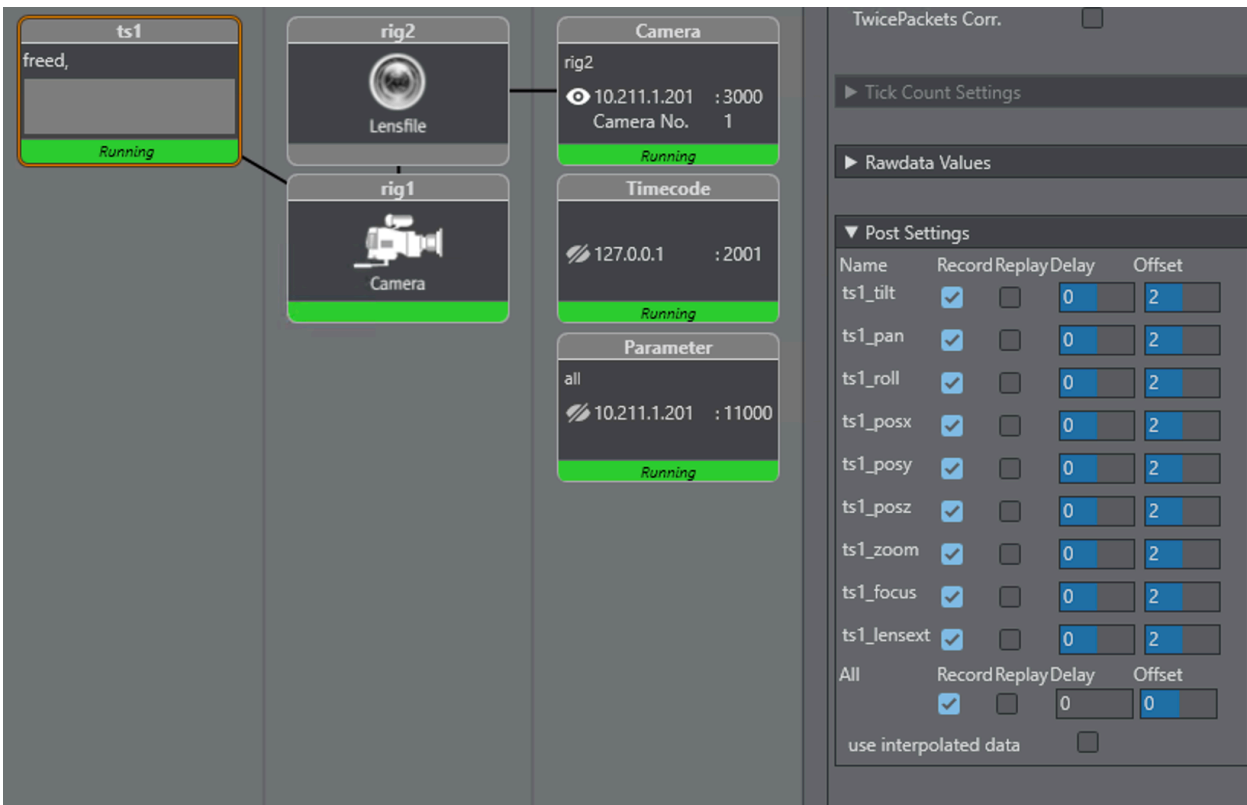 ts1
freed,
Running
rig2
Lensfile
rig1
Camera
Camera
rig2
10.211.1.201 :3000
Camera No. 1
Running
Timecode
127.0.0.1 :2001
Running
Parameter
all
10.211.1.201 :11000
Running
TwicePackets Corr.
Tick Count Settings
Rawdata Values
Post Settings
Name Record Replay Delay Offset
ts1_tilt 0 2
ts1_pan 0 2
ts1_roll 0 2
ts1_posx 0 2
ts1_posy 0 2
ts1_posz 0 2
ts1_zoom 0 2
ts1_focus 0 2
ts1_lensext 0 2
All Record Replay Delay Offset
0 0
use interpolated data